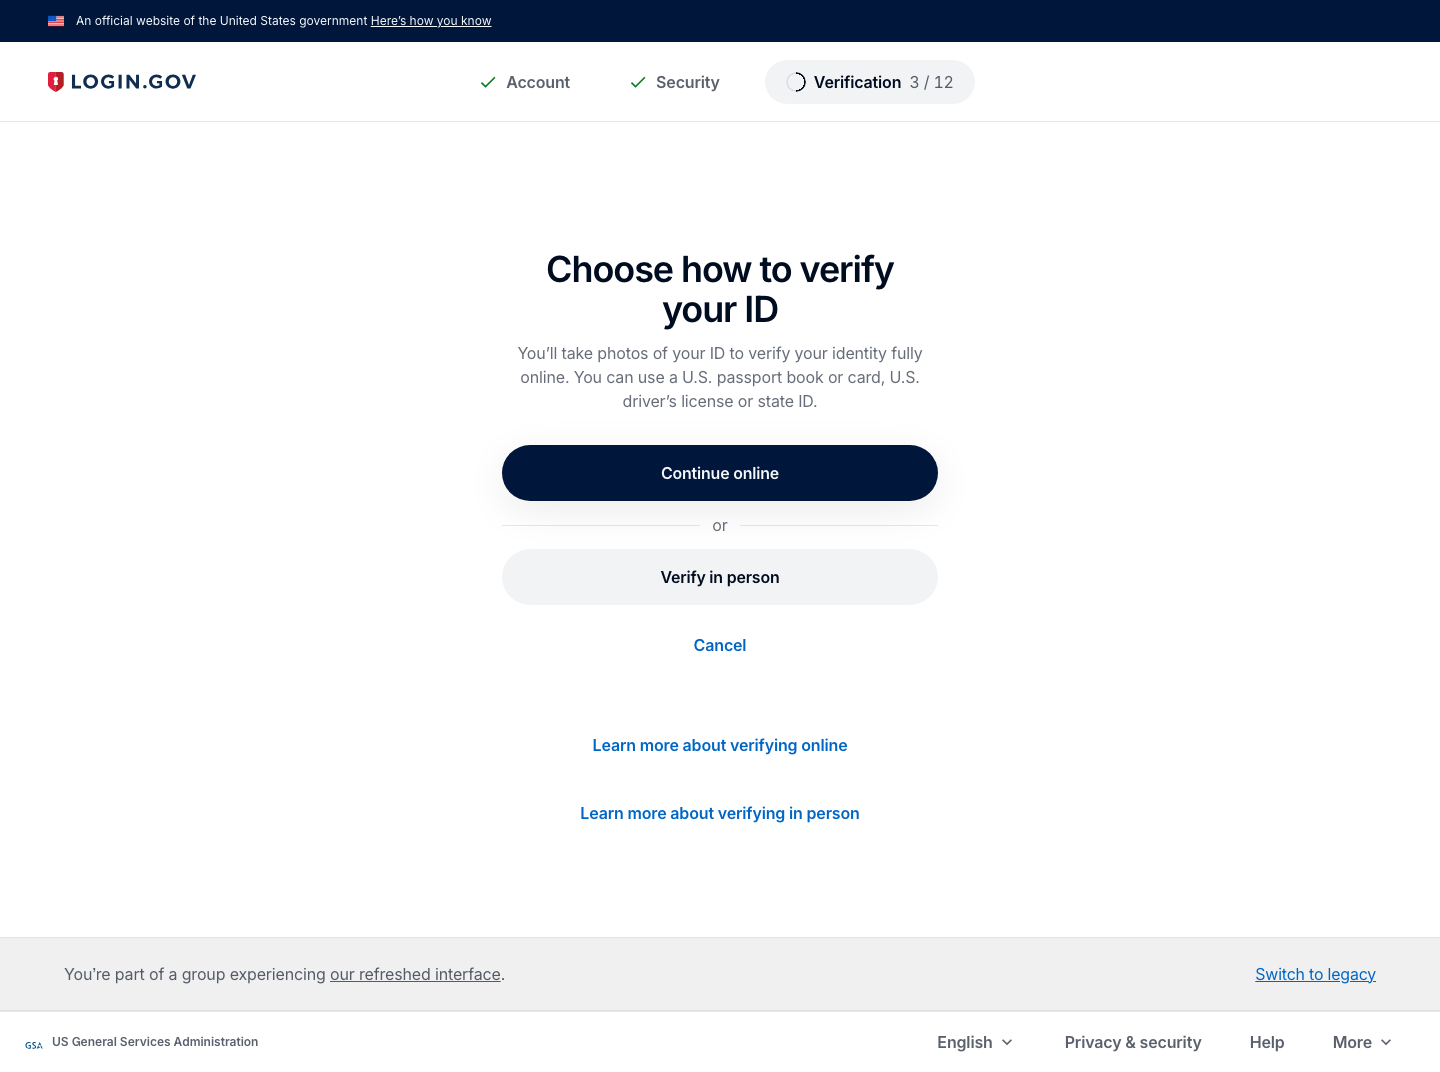 An official website of the United States government Here’s how you know
LOGIN.GOV
Account
Security
Verification 3 / 12
Choose how to verify
your ID
You’ll take photos of your ID to verify your identity fully
online. You can use a U.S. passport book or card, U.S.
driver’s license or state ID.
Continue online
or
Verify in person
Cancel
Learn more about verifying online
Learn more about verifying in person
You’re part of a group experiencing our refreshed interface.
Switch to legacy
GSA
US General Services Administration
English
Privacy & security
Help
More